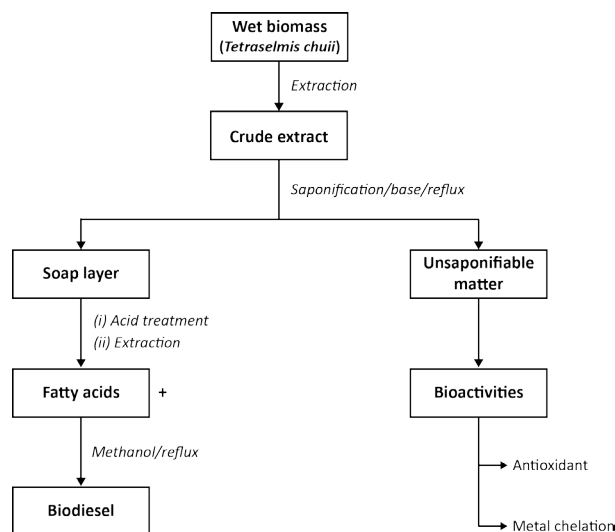 Wet biomass
(Tetraselmis chuii)
Extraction
Crude extract
Saponification/base/reflux
Soap layer
Unsaponifiable
matter
(i) Acid treatment
(ii) Extraction
Fatty acids +
Bioactivities
Methanol/reflux
Antioxidant
Biodiesel
Metal chelation